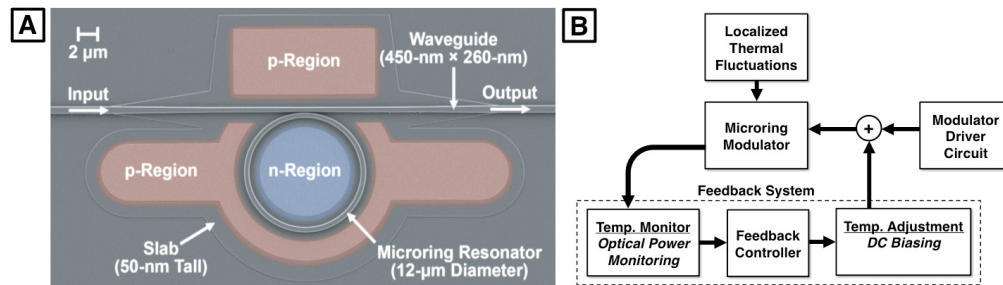 A
2 μm
p-Region
Waveguide
(450-nm × 260-nm)
Input
Output
p-Region
n-Region
Slab
(50-nm Tall)
Microring Resonator
(12-μm Diameter)
B
Localized
Thermal
Fluctuations
Microring
Modulator
+
Modulator
Driver
Circuit
Feedback System
Temp. Monitor
Optical Power
Monitoring
Feedback
Controller
Temp. Adjustment
DC Biasing